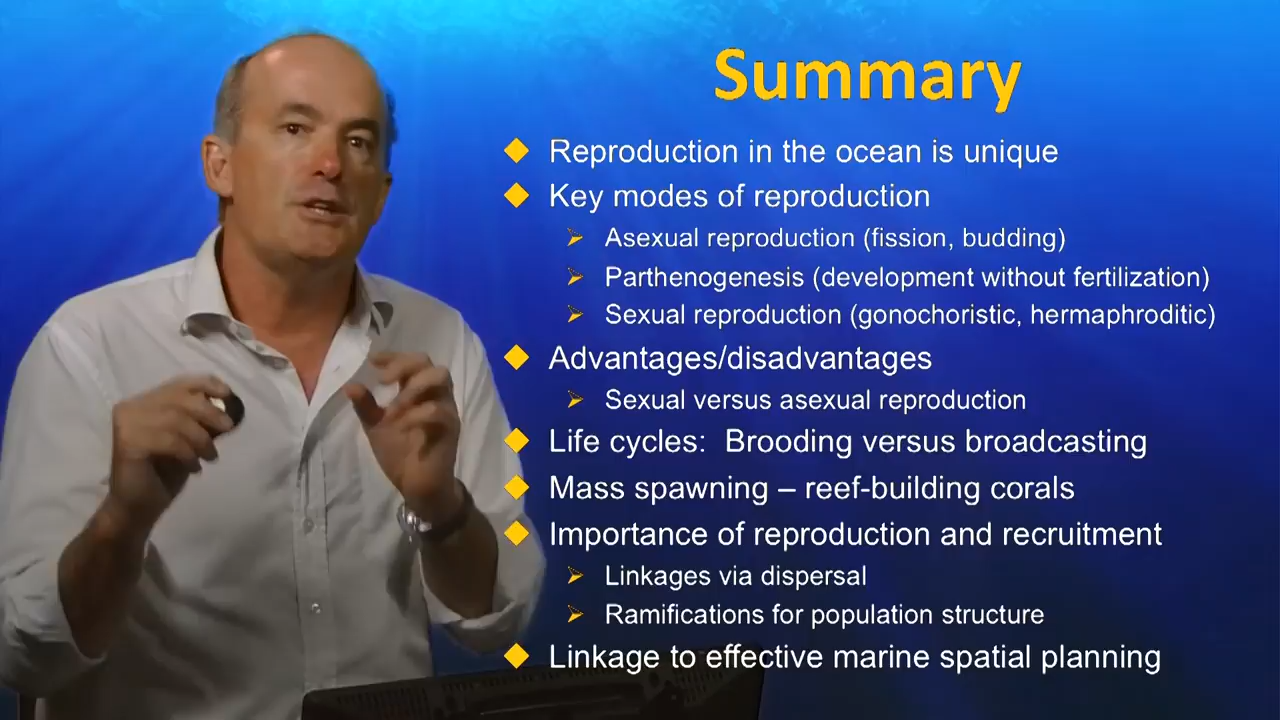 Summary
Reproduction in the ocean is unique
Key modes of reproduction
Asexual reproduction (fission, budding)
Parthenogenesis (development without fertilization)
Sexual reproduction (gonochoristic, hermaphroditic)
Advantages/disadvantages
Sexual versus asexual reproduction
Life cycles: Brooding versus broadcasting
Mass spawning – reef-building corals
Importance of reproduction and recruitment
Linkages via dispersal
Ramifications for population structure
Linkage to effective marine spatial planning